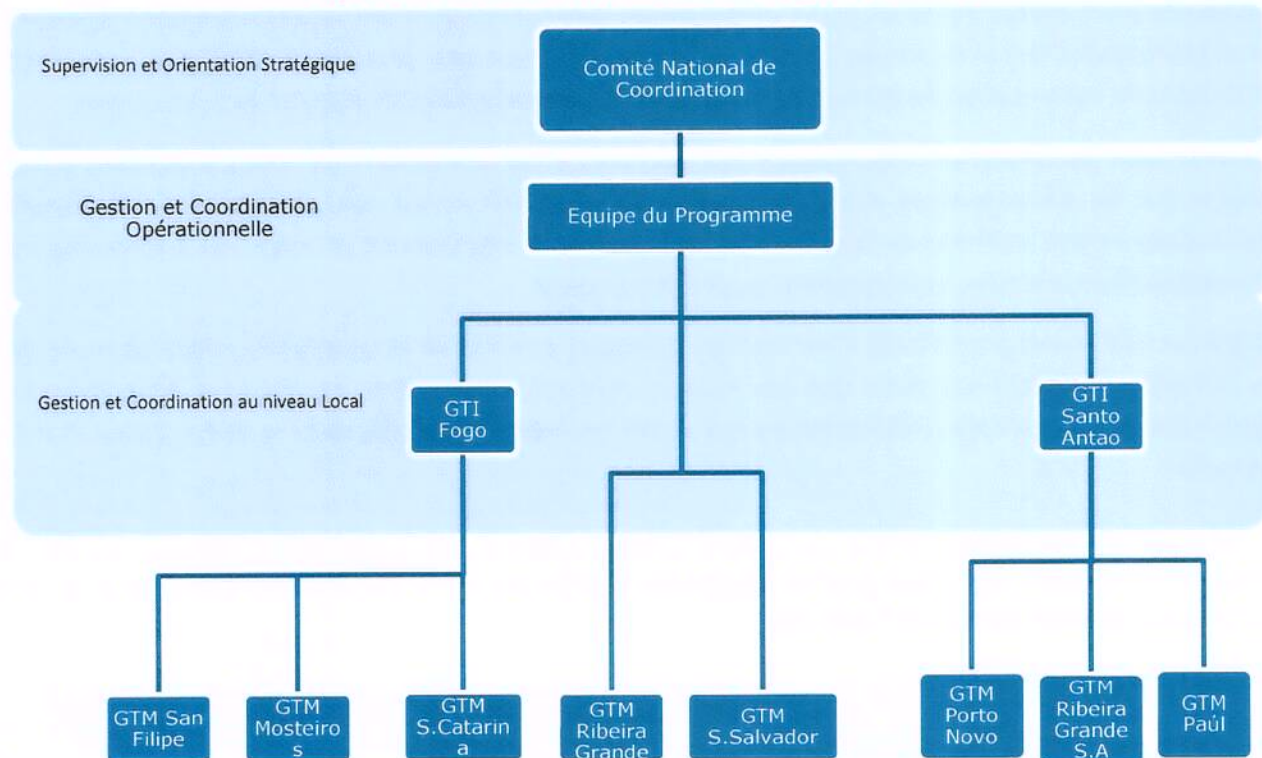 Supervision et Orientation Stratégique
Comité National de
Coordination
Gestion et Coordination
Opérationnelle
Equipe du Programme
Gestion et Coordination au niveau Local
GTI
Fogo
GTI
Santo
Antao
GTM San
Filipe
GTM
Mosteiro
s
GTM
S.Catarin
a
GTM
Ribeira
Grande
GTM
S.Salvador
GTM
Porto
Novo
GTM
Ribeira
Grande
S.A
GTM
Paúl